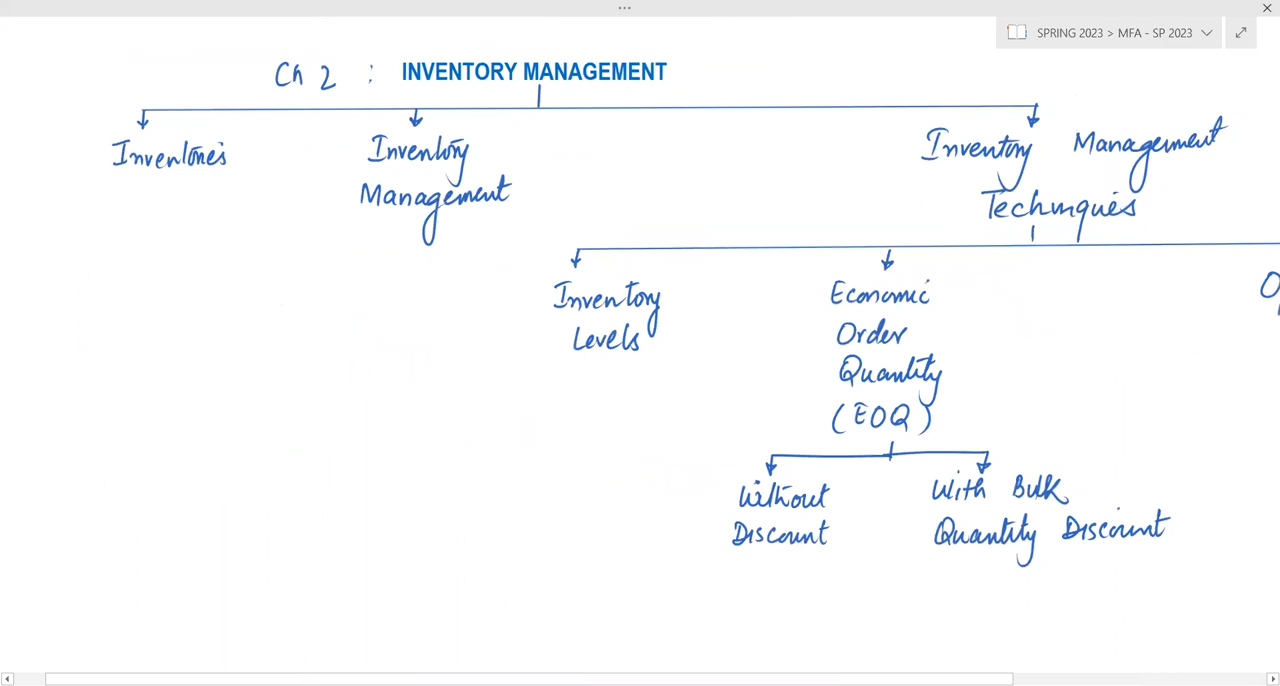 SPRING 2023 > MFA - SP 2023
Ch 2 : INVENTORY MANAGEMENT
Inventories
Inventory
Management
Inventory Management
Techniques
Inventory
Levels
Economic
Order
Quantity
(EOQ)
Without
Discount
With Bulk
Quantity Discount